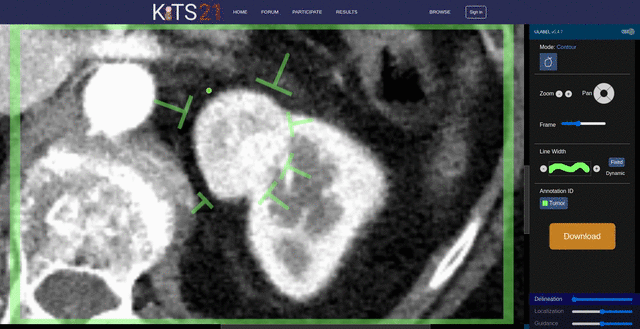 KiTS21
HOME FORUM PARTICIPATE RESULTS BROWSE Sign in
Mode: Contour
Zoom - + Pan
Frame
Line Width
- + Fixed
Dynamic
Annotation ID
Tumor
Download
Delineation
Localization
Guidance